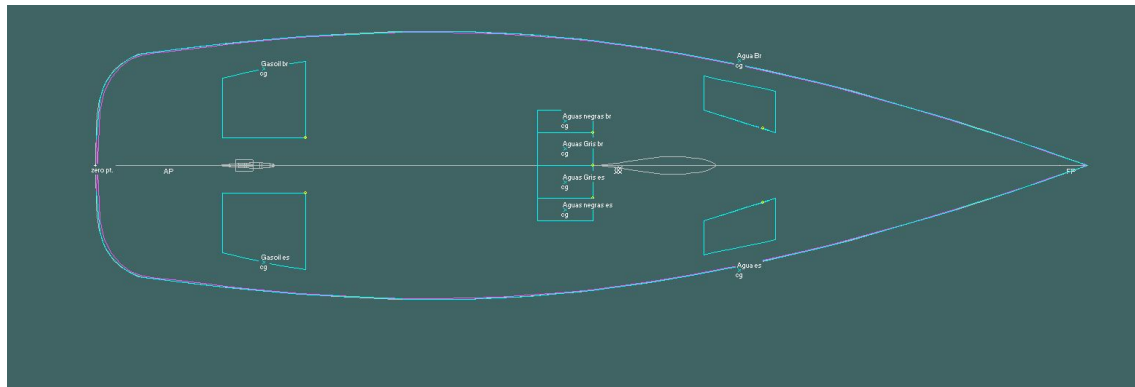 Agua Br
cg
Gasoil br
cg
Aguas negras br
cg
Aguas Gris br
cg
zero pt.
AP
FP
Aguas Gris es
cg
Aguas negras es
cg
Gasoil es
cg
Agua es
cg